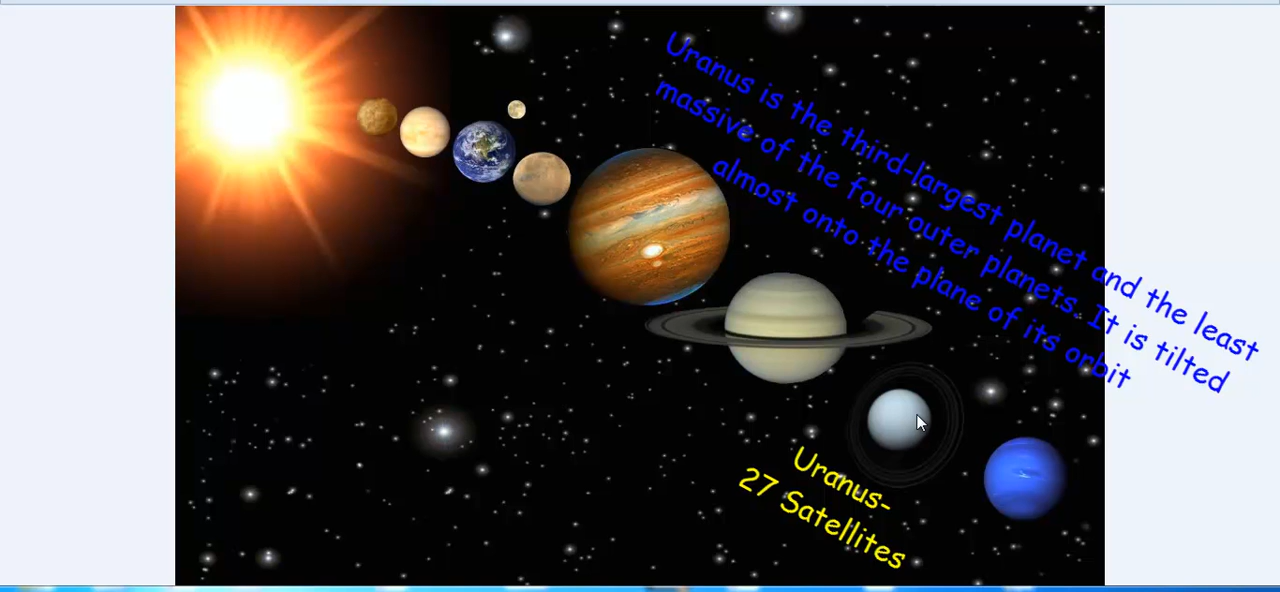 Uranus is the third-largest planet and the least
massive of the four outer planets. It is tilted
almost onto the plane of its orbit
Uranus-
27 Satellites